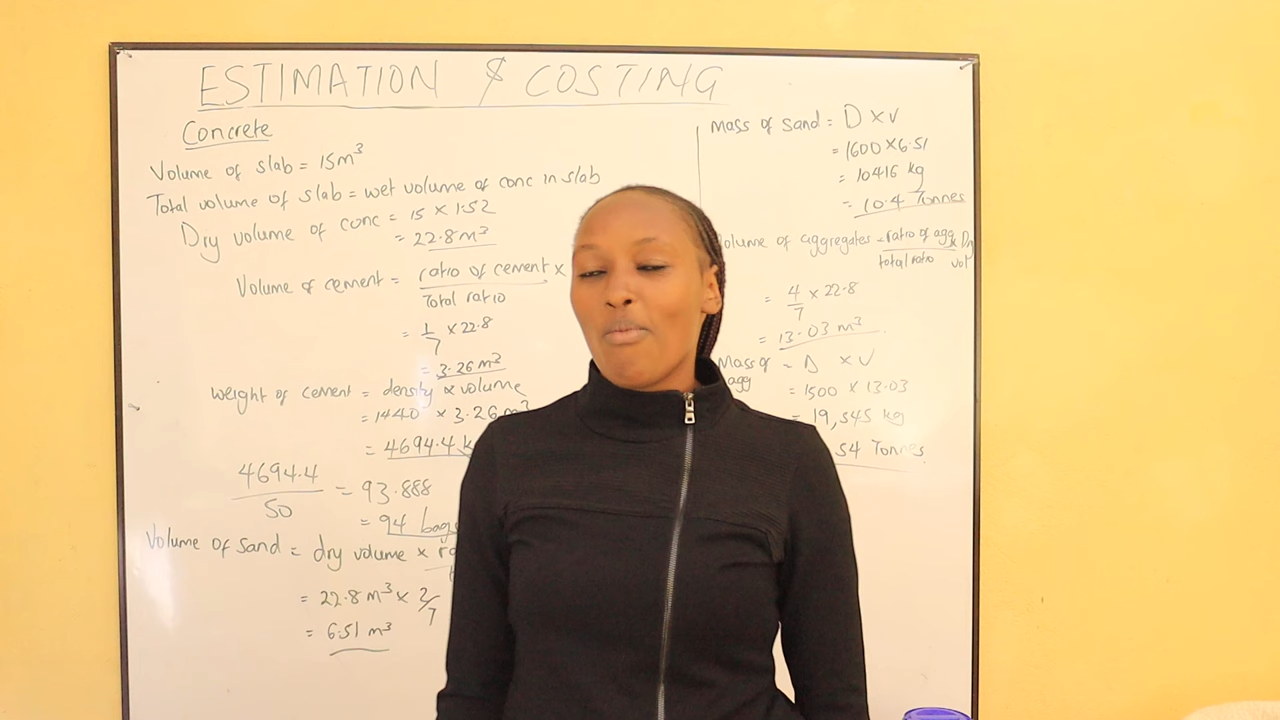 ESTIMATION & COSTING
Concrete
Volume of slab = 15m³
Total volume of slab = wet volume of conc in slab
Dry volume of conc = 15 × 1.52
= 22.8m³
Volume of cement = ratio of cement ×
Total ratio
= 1/7 × 22.8
= 3.26m³
weight of cement = density × volume
= 1440 × 3.26m³
= 4694.4
4694.4/50 = 93.888
= 94 bags
Volume of sand = dry volume ×
= 22.8m³ × 2/7
= 6.51 m³
Mass of sand = D × V
= 1600 × 6.51
= 10416 kg
= 10.4 Tonnes
olume of aggregates = ratio of agg × Dry
total ratio vol
= 4/7 × 22.8
= 13.03 m³
Mass of = D × V
agg
= 1500 × 13.03
= 19,545 kg
54 Tonnes